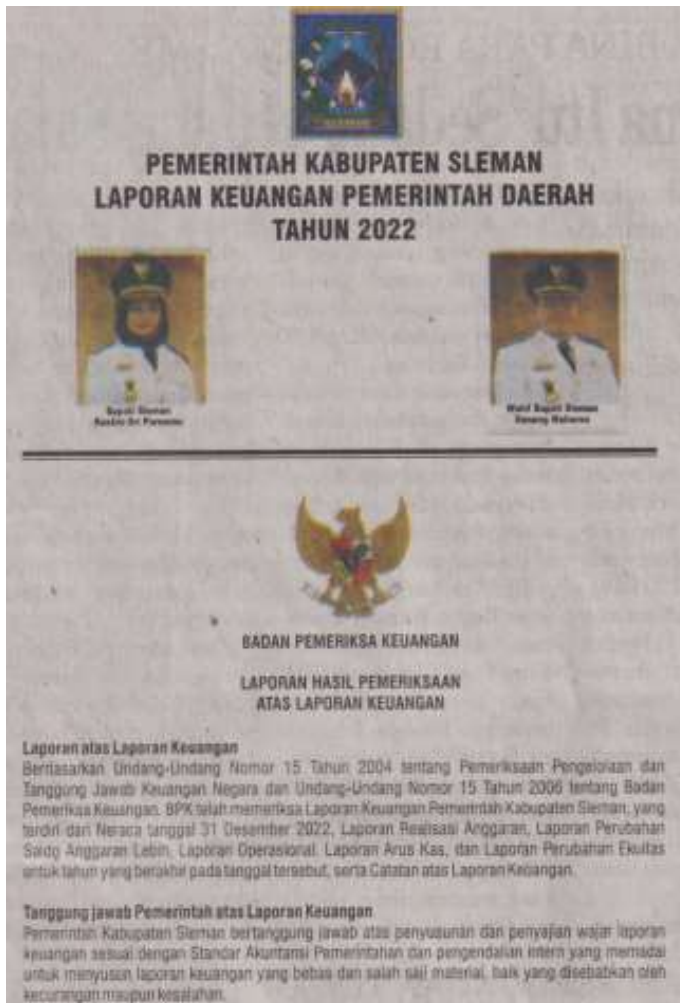 SLEMAN
PEMERINTAH KABUPATEN SLEMAN
LAPORAN KEUANGAN PEMERINTAH DAERAH
TAHUN 2022
Bupati Sleman
Kustini Sri Purnomo
Wakil Bupati Sleman
Danang Maharsa
BADAN PEMERIKSA KEUANGAN
LAPORAN HASIL PEMERIKSAAN
ATAS LAPORAN KEUANGAN
Laporan atas Laporan Keuangan
Berdasarkan Undang-Undang Nomor 15 Tahun 2004 tentang Pemeriksaan Pengelolaan dan
Tanggung Jawab Keuangan Negara dan Undang-Undang Nomor 15 Tahun 2006 tentang Badan
Pemeriksa Keuangan, BPK telah memeriksa Laporan Keuangan Pemerintah Kabupaten Sleman, yang
terdiri dari Neraca tanggal 31 Desember 2022, Laporan Realisasi Anggaran, Laporan Perubahan
Saldo Anggaran Lebih, Laporan Operasional, Laporan Arus Kas, dan Laporan Perubahan Ekuitas
untuk tahun yang berakhir pada tanggal tersebut, serta Catatan atas Laporan Keuangan.
Tanggung jawab Pemerintah atas Laporan Keuangan
Pemerintah Kabupaten Sleman bertanggung jawab atas penyusunan dan penyajian wajar laporan
keuangan sesuai dengan Standar Akuntansi Pemerintahan dan pengendalian intern yang memadai
untuk menyusun laporan keuangan yang bebas dari salah saji material, baik yang disebabkan oleh
kecurangan maupun kesalahan.